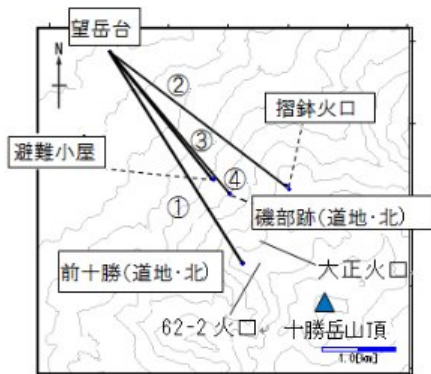 望岳台
N
②
摺鉢火口
③
避難小屋
④
①
磯部跡(道地・北)
前十勝(道地・北)
大正火口
62-2 火口
十勝岳山頂
1.0[km]